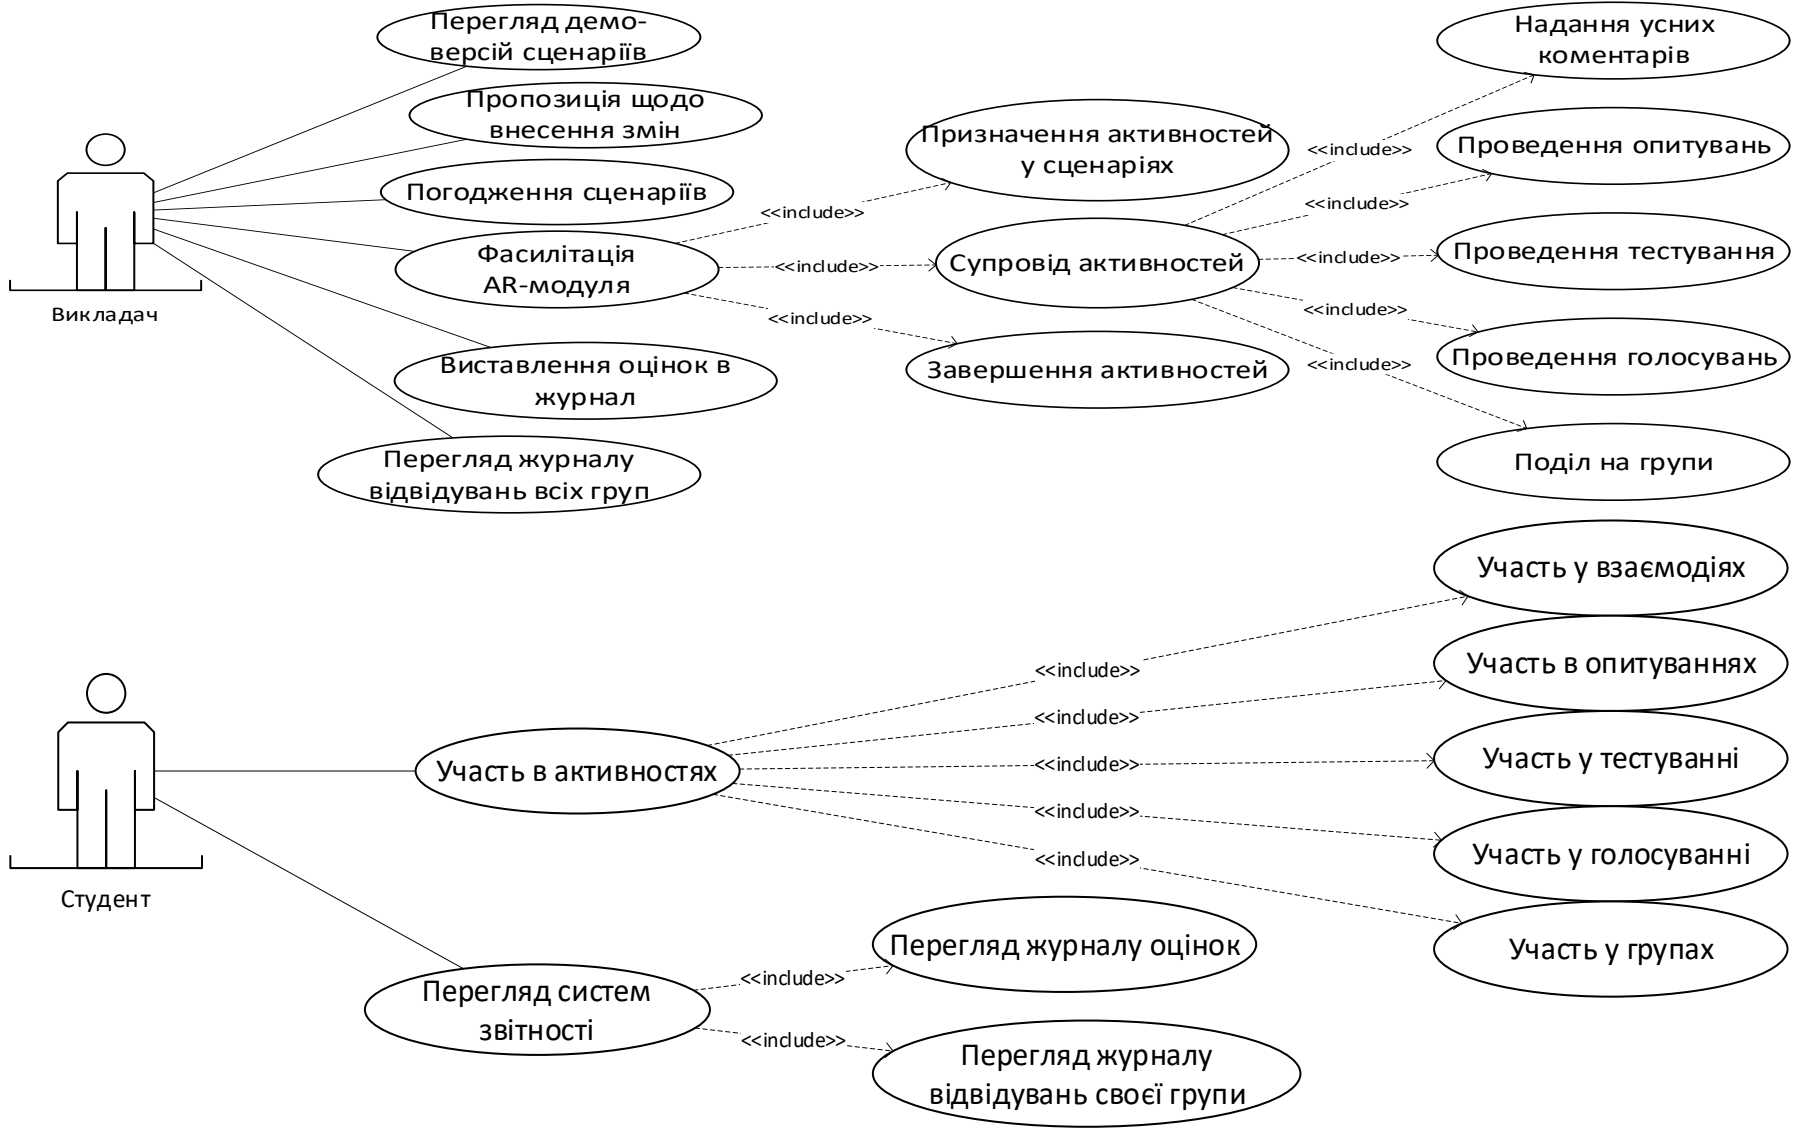 Перегляд демо-
версій сценаріїв
Пропозиція щодо
внесення змін
Погодження сценаріїв
Фасилітація
AR-модуля
Виставлення оцінок в
журнал
Перегляд журналу
відвідувань всіх груп
Викладач
<<include>>
<<include>>
<<include>>
Призначення активностей
у сценаріях
Супровід активностей
Завершення активностей
<<include>>
<<include>>
<<include>>
<<include>>
<<include>>
Надання усних
коментарів
Проведення опитувань
Проведення тестування
Проведення голосувань
Поділ на групи
Студент
Участь в активностях
<<include>>
<<include>>
<<include>>
<<include>>
<<include>>
Участь у взаємодіях
Участь в опитуваннях
Участь у тестуванні
Участь у голосуванні
Участь у групах
Перегляд систем
звітності
<<include>>
<<include>>
Перегляд журналу оцінок
Перегляд журналу
відвідувань своєї групи